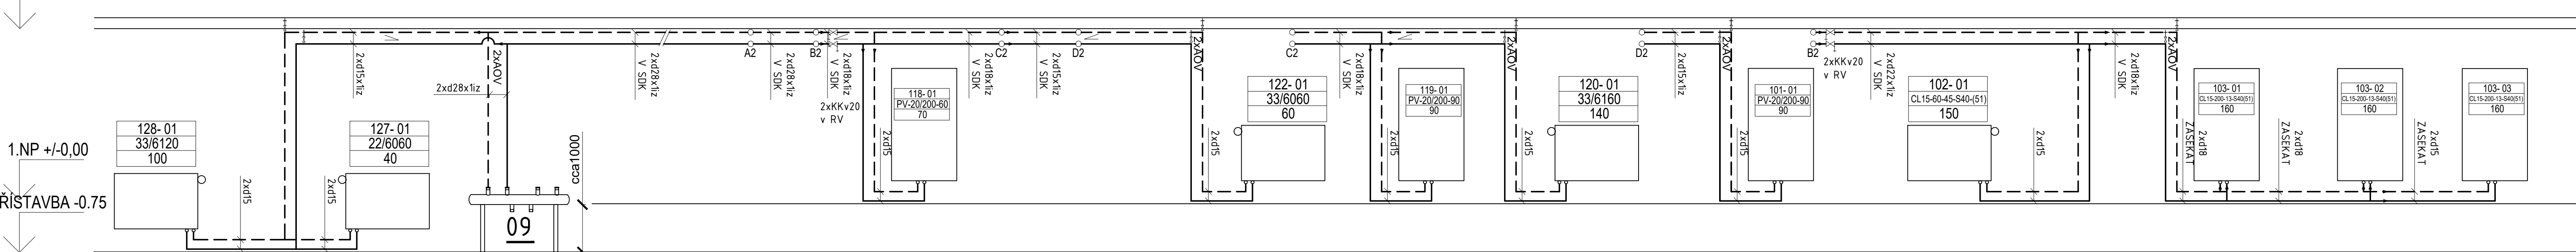 1.NP +/-0,00
ŘÍSTAVBA -0.75
128- 01
33/6120
100
2xd15
2xd15x1iz
2xd15
127- 01
22/6060
40
2xAOV
2xd28x1iz
09
cca1000
2xd28x1iz
V SDK
A2
2xd28x1iz
V SDK
B2
2xd18x1iz
V SDK
2xKKv20
v RV
2xd15
118- 01
PV-20/200-60
70
2xd18x1iz
V SDK
C2
2xd15x1iz
V SDK
D2
2xAOV
2xd15
122- 01
33/6060
60
C2
2xd18x1iz
V SDK
2xd15
119- 01
PV-20/200-90
90
2xd15x1iz
V SDK
2xAOV
2xd15
120- 01
33/6160
140
D2
2xd15x1iz
2xAOV
2xd15
101- 01
PV-20/200-90
90
B2
2xKKv20
v RV
2xd22x1iz
V SDK
102- 01
CL15-60-45-S40-(51)
150
2xd15
2xd18x1iz
V SDK
2xAOV
2xd18
ZASEKAT
103- 01
CL15-200-13-S40(51)
160
2xd18
ZASEKAT
103- 02
CL15-200-13-S40(51)
160
2xd15
ZASEKAT
103- 03
CL15-200-13-S40(51)
160